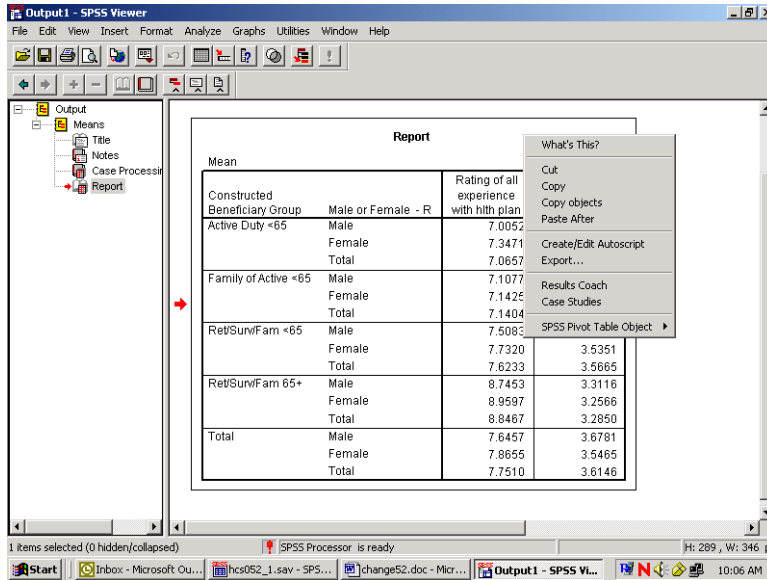 Output1 - SPSS Viewer
File Edit View Insert Format Analyze Graphs Utilities Window Help
Output
Means
Title
Notes
Case Processin
Report
Report
Mean
Constructed Beneficiary Group Male or Female - R Rating of all experience with hlth plan
Active Duty <65 Male 7.0052
Female 7.3471
Total 7.0657
Family of Active <65 Male 7.1077
Female 7.1425
Total 7.1404
Ret/Surv/Fam <65 Male 7.5083
Female 7.7320 3.5351
Total 7.6233 3.5665
Ret/Surv/Fam 65+ Male 8.7453 3.3116
Female 8.9597 3.2566
Total 8.8467 3.2850
Total Male 7.6457 3.6781
Female 7.8655 3.5465
Total 7.7510 3.6146
What's This?
Cut
Copy
Copy objects
Paste After
Create/Edit Autoscript
Export...
Results Coach
Case Studies
SPSS Pivot Table Object
1 items selected (0 hidden/collapsed) SPSS Processor is ready H: 289 , W: 346 p
Start Inbox - Microsoft Ou... hcs052_1.sav - SPS... change52.doc - Micr... Output1 - SPSS Vi... 10:06 AM